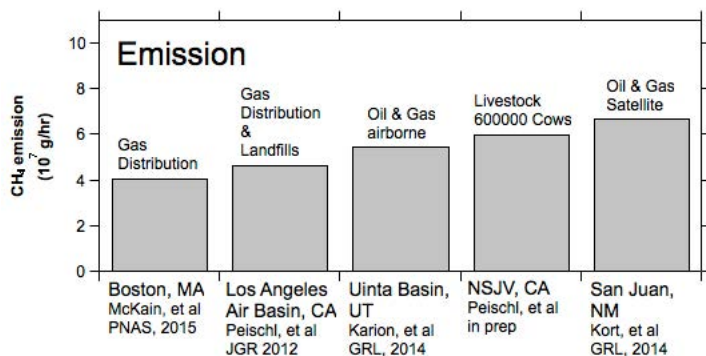 Emission
CH4 emission
(10^7 g/hr)
10
8
6
4
2
0
Gas
Distribution
Gas
Distribution
&
Landfills
Oil & Gas
airborne
Livestock
600000 Cows
Oil & Gas
Satellite
Boston, MA
McKain, et al
PNAS, 2015
Los Angeles
Air Basin, CA
Peischl, et al
JGR 2012
Uinta Basin,
UT
Karion, et al
GRL, 2014
NSJV, CA
Peischl, et al
in prep
San Juan,
NM
Kort, et al
GRL, 2014